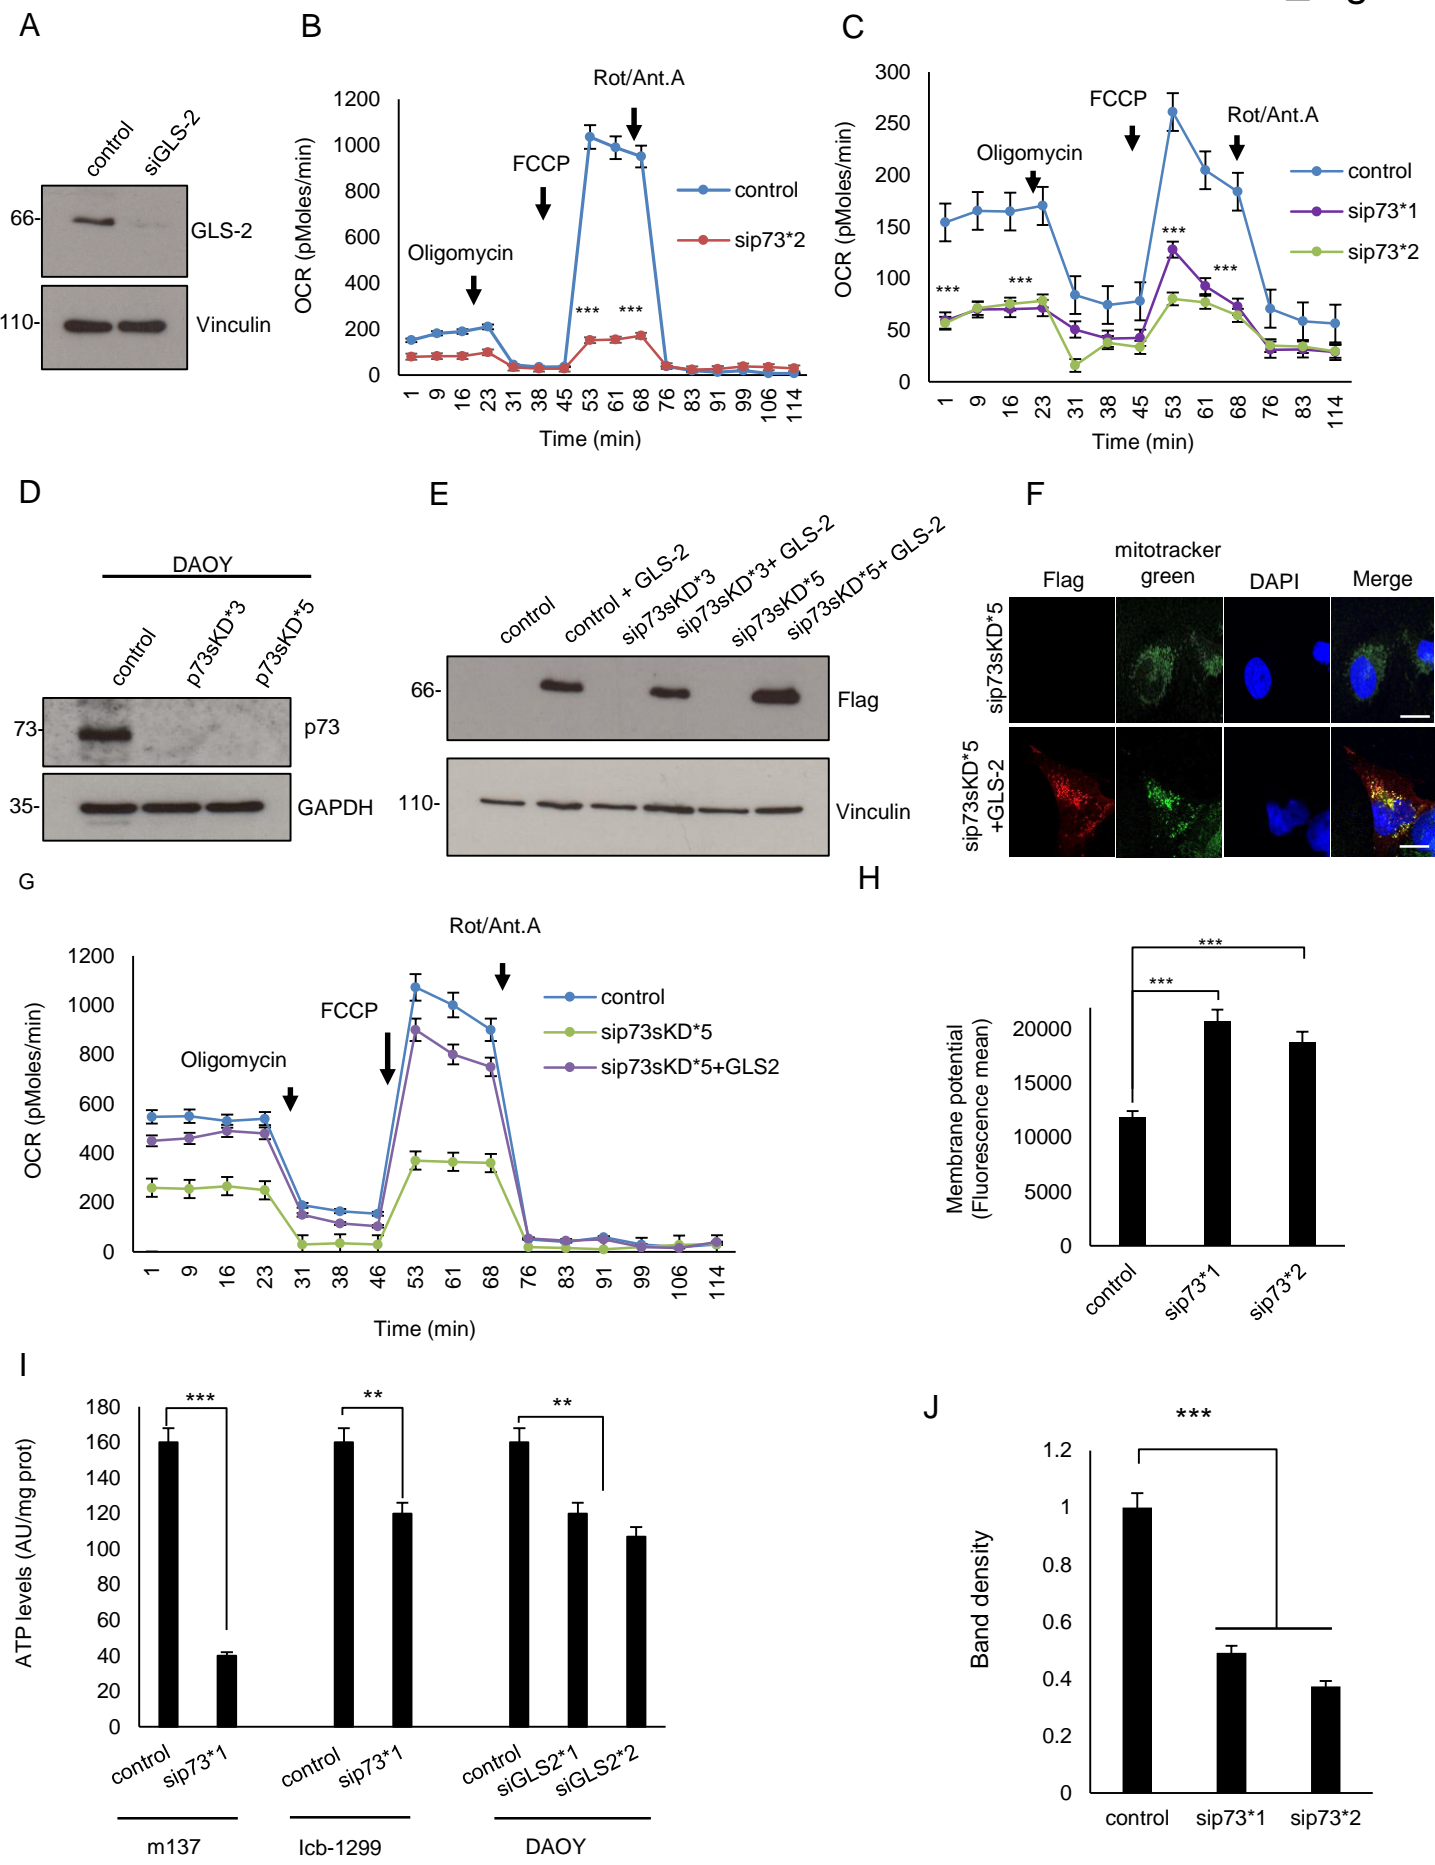 A
control
siGLS-2
66-
GLS-2
110-
Vinculin
B
Rot/Ant.A
FCCP
Oligomycin
OCR (pMoles/min)
1200
1000
800
600
400
200
0
*** ***
control
sip73*2
1 9 16 23 31 38 45 53 61 68 76 83 91 99 106 114
Time (min)
C
FCCP
Rot/Ant.A
Oligomycin
OCR (pMoles/min)
300
250
200
150
100
50
0
*** *** *** ***
control
sip73*1
sip73*2
1 9 16 23 31 38 45 53 61 68 76 83 114
Time (min)
D
DAOY
control
p73sKD*3
p73sKD*5
73-
p73
35-
GAPDH
E
control
control + GLS-2
sip73sKD*3
sip73sKD*3+ GLS-2
sip73sKD*5
sip73sKD*5+ GLS-2
66-
Flag
110-
Vinculin
F
Flag
mitotracker
green
DAPI
Merge
sip73sKD*5
sip73sKD*5
+GLS-2
G
Rot/Ant.A
FCCP
Oligomycin
OCR (pMoles/min)
1200
1000
800
600
400
200
0
control
sip73sKD*5
sip73sKD*5+GLS2
1 9 16 23 31 38 46 53 61 68 76 83 91 99 106 114
Time (min)
H
***
***
Membrane potential
(Fluorescence mean)
20000
15000
10000
5000
0
control
sip73*1
sip73*2
I
ATP levels (AU/mg prot)
180
160
140
120
100
80
60
40
20
0
*** ** **
control
sip73*1
control
sip73*1
control
siGLS2*1
siGLS2*2
m137
Icb-1299
DAOY
J
***
Band density
1.2
1
0.8
0.6
0.4
0.2
0
control
sip73*1
sip73*2